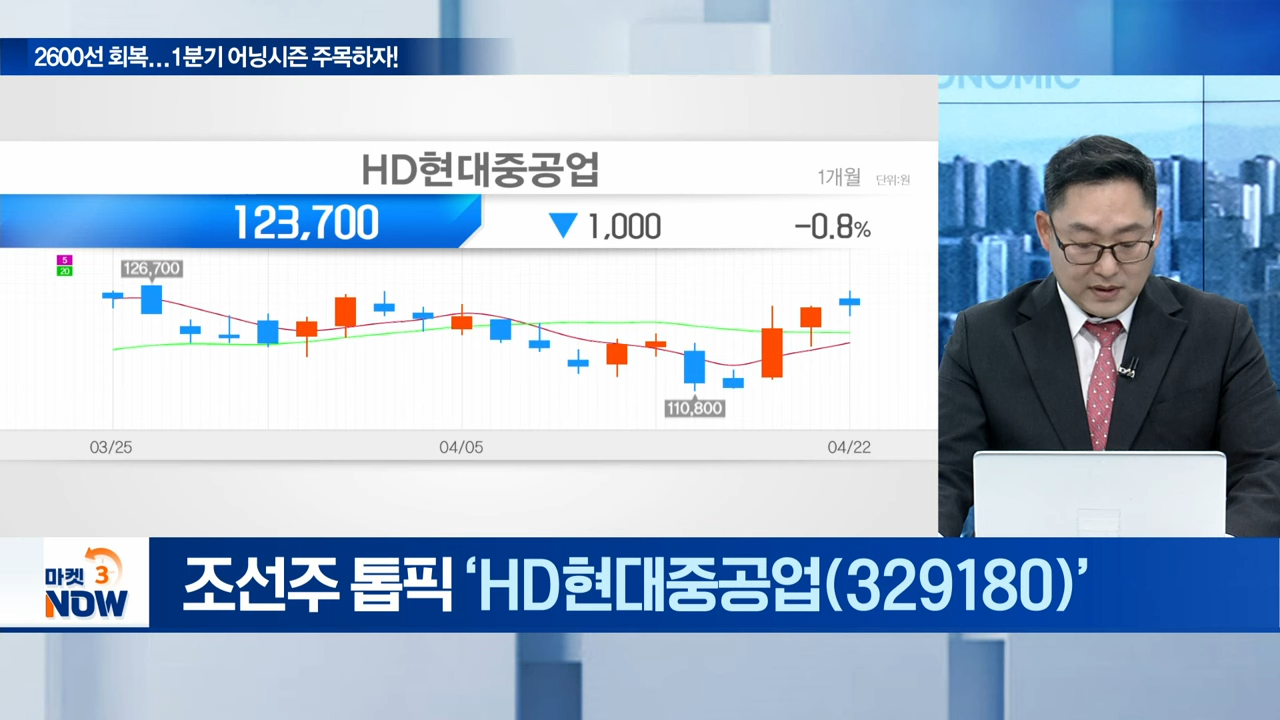 2600선 회복...1분기 어닝시즌 주목하자!
ONOMIC
HD현대중공업
1개월 단위:원
123,700 ▼1,000 -0.8%
5
20
126,700
110,800
03/25 04/05 04/22
마켓 3
NOW
조선주 톱픽 ‘HD현대중공업(329180)’